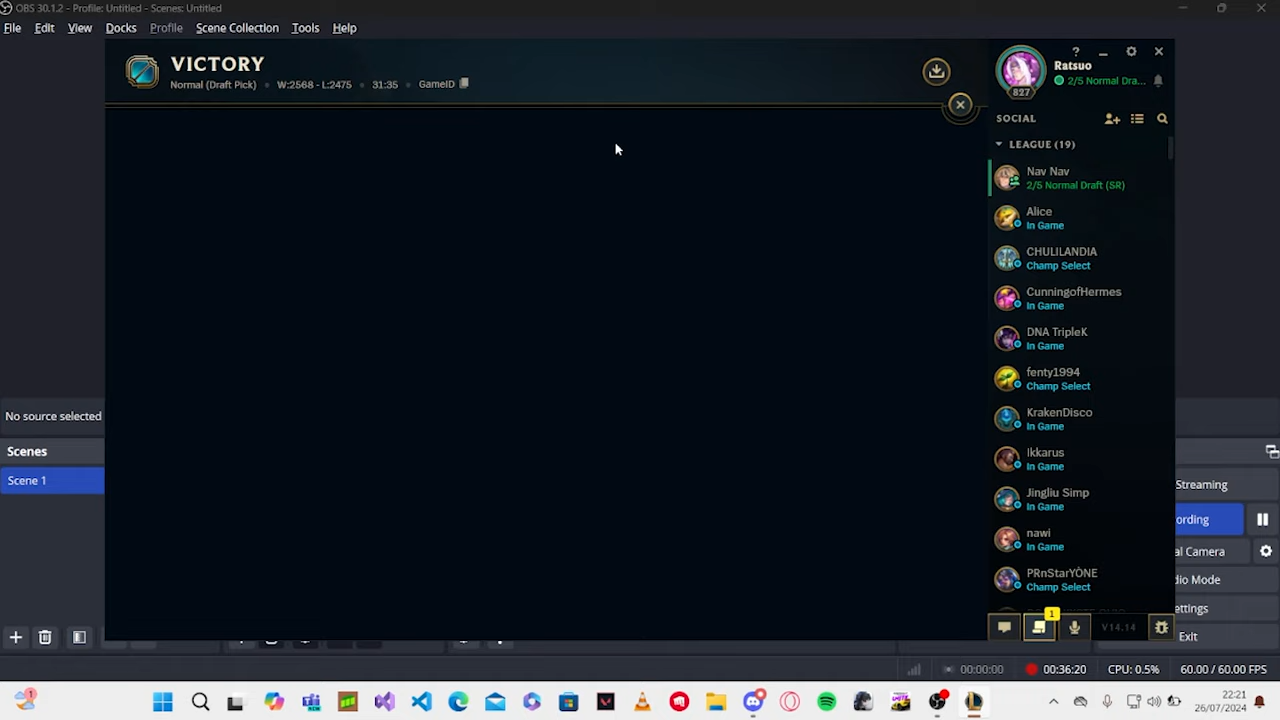 OBS 30.1.2 - Profile: Untitled - Scenes: Untitled
File Edit View Docks Profile Scene Collection Tools Help
VICTORY
Normal (Draft Pick) • W:2568 - L:2475 • 31:35 • GameID
?
Ratsuo
2/5 Normal Dra...
827
SOCIAL
LEAGUE (19)
Nav Nav
2/5 Normal Draft (SR)
Alice
In Game
CHULILANDIA
Champ Select
CunningofHermes
In Game
DNA TripleK
In Game
fenty1994
Champ Select
KrakenDisco
In Game
Ikkarus
In Game
Jingliu Simp
In Game
nawi
In Game
PRnStarYÔNE
Champ Select
1
V14.14
No source selected
Scenes
Scene 1
Streaming
ording
al Camera
dio Mode
ettings
Exit
00:00:00 00:36:20 CPU: 0.5% 60.00 / 60.00 FPS
1
22:21
26/07/2024